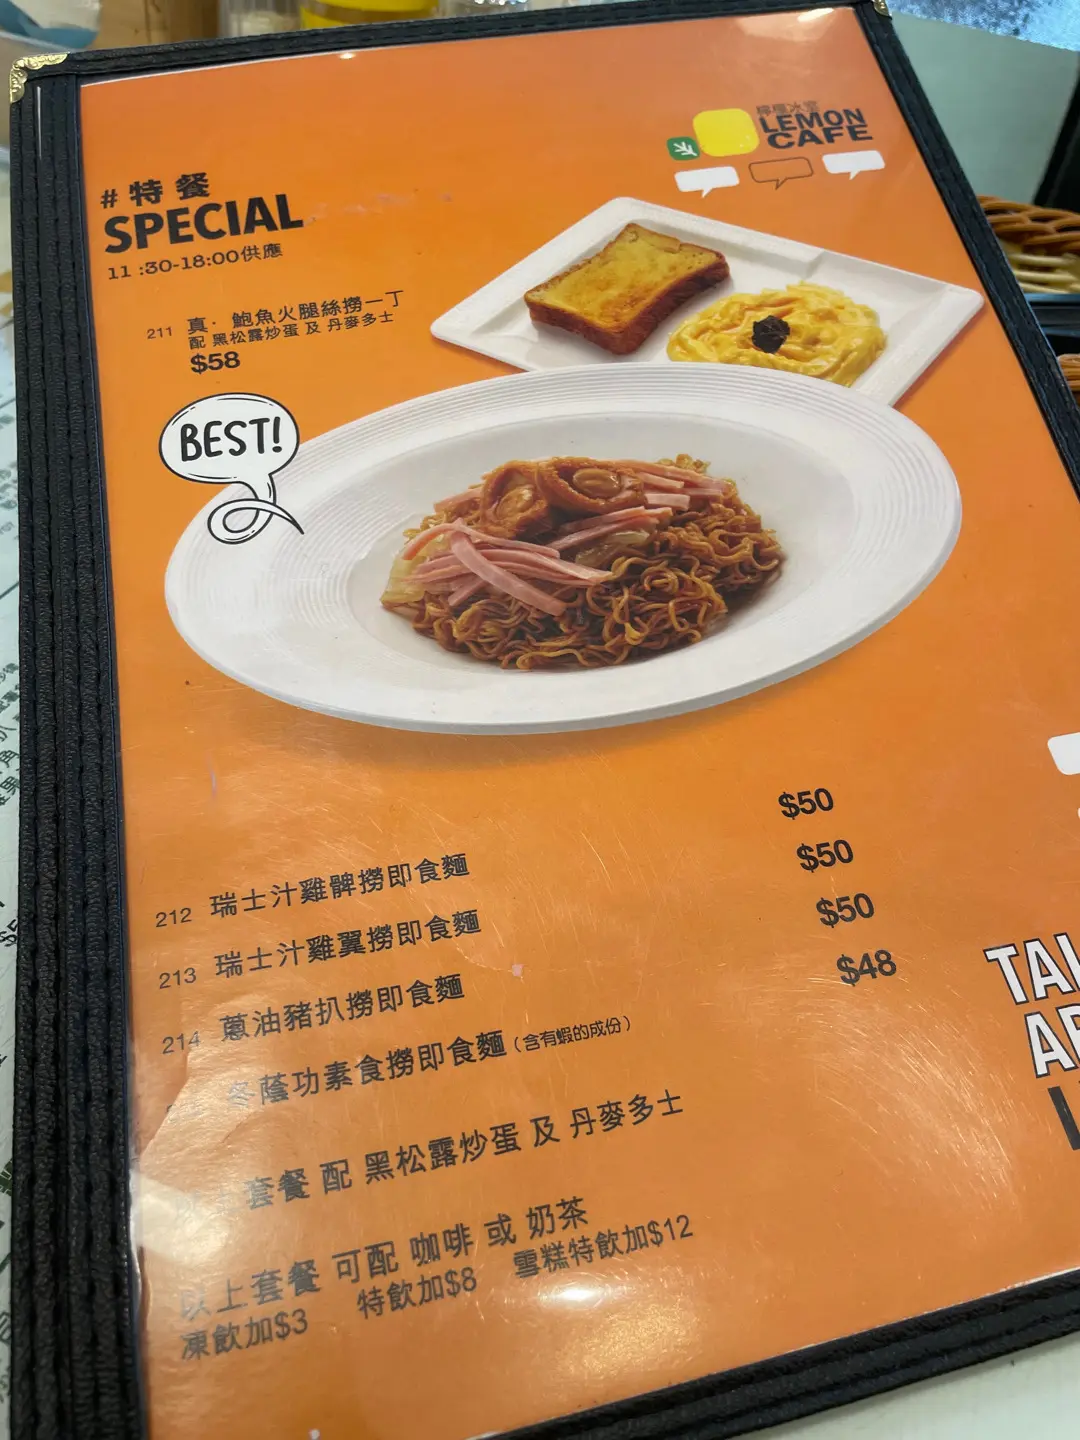 檸檬冰室
LEMON
CAFE
#特餐
SPECIAL
11:30-18:00供應
211 真·鮑魚火腿絲撈一丁
配 黑松露炒蛋 及 丹麥多士
$58
BEST!
212 瑞士汁雞髀撈即食麵 $50
213 瑞士汁雞翼撈即食麵 $50
214 蔥油豬扒撈即食麵 $50
冬蔭功素食撈即食麵(含有蝦的成份) $48
套餐 配 黑松露炒蛋 及 丹麥多士
以上套餐 可配 咖啡 或 奶茶
凍飲加$3 特飲加$8 雪糕特飲加$12